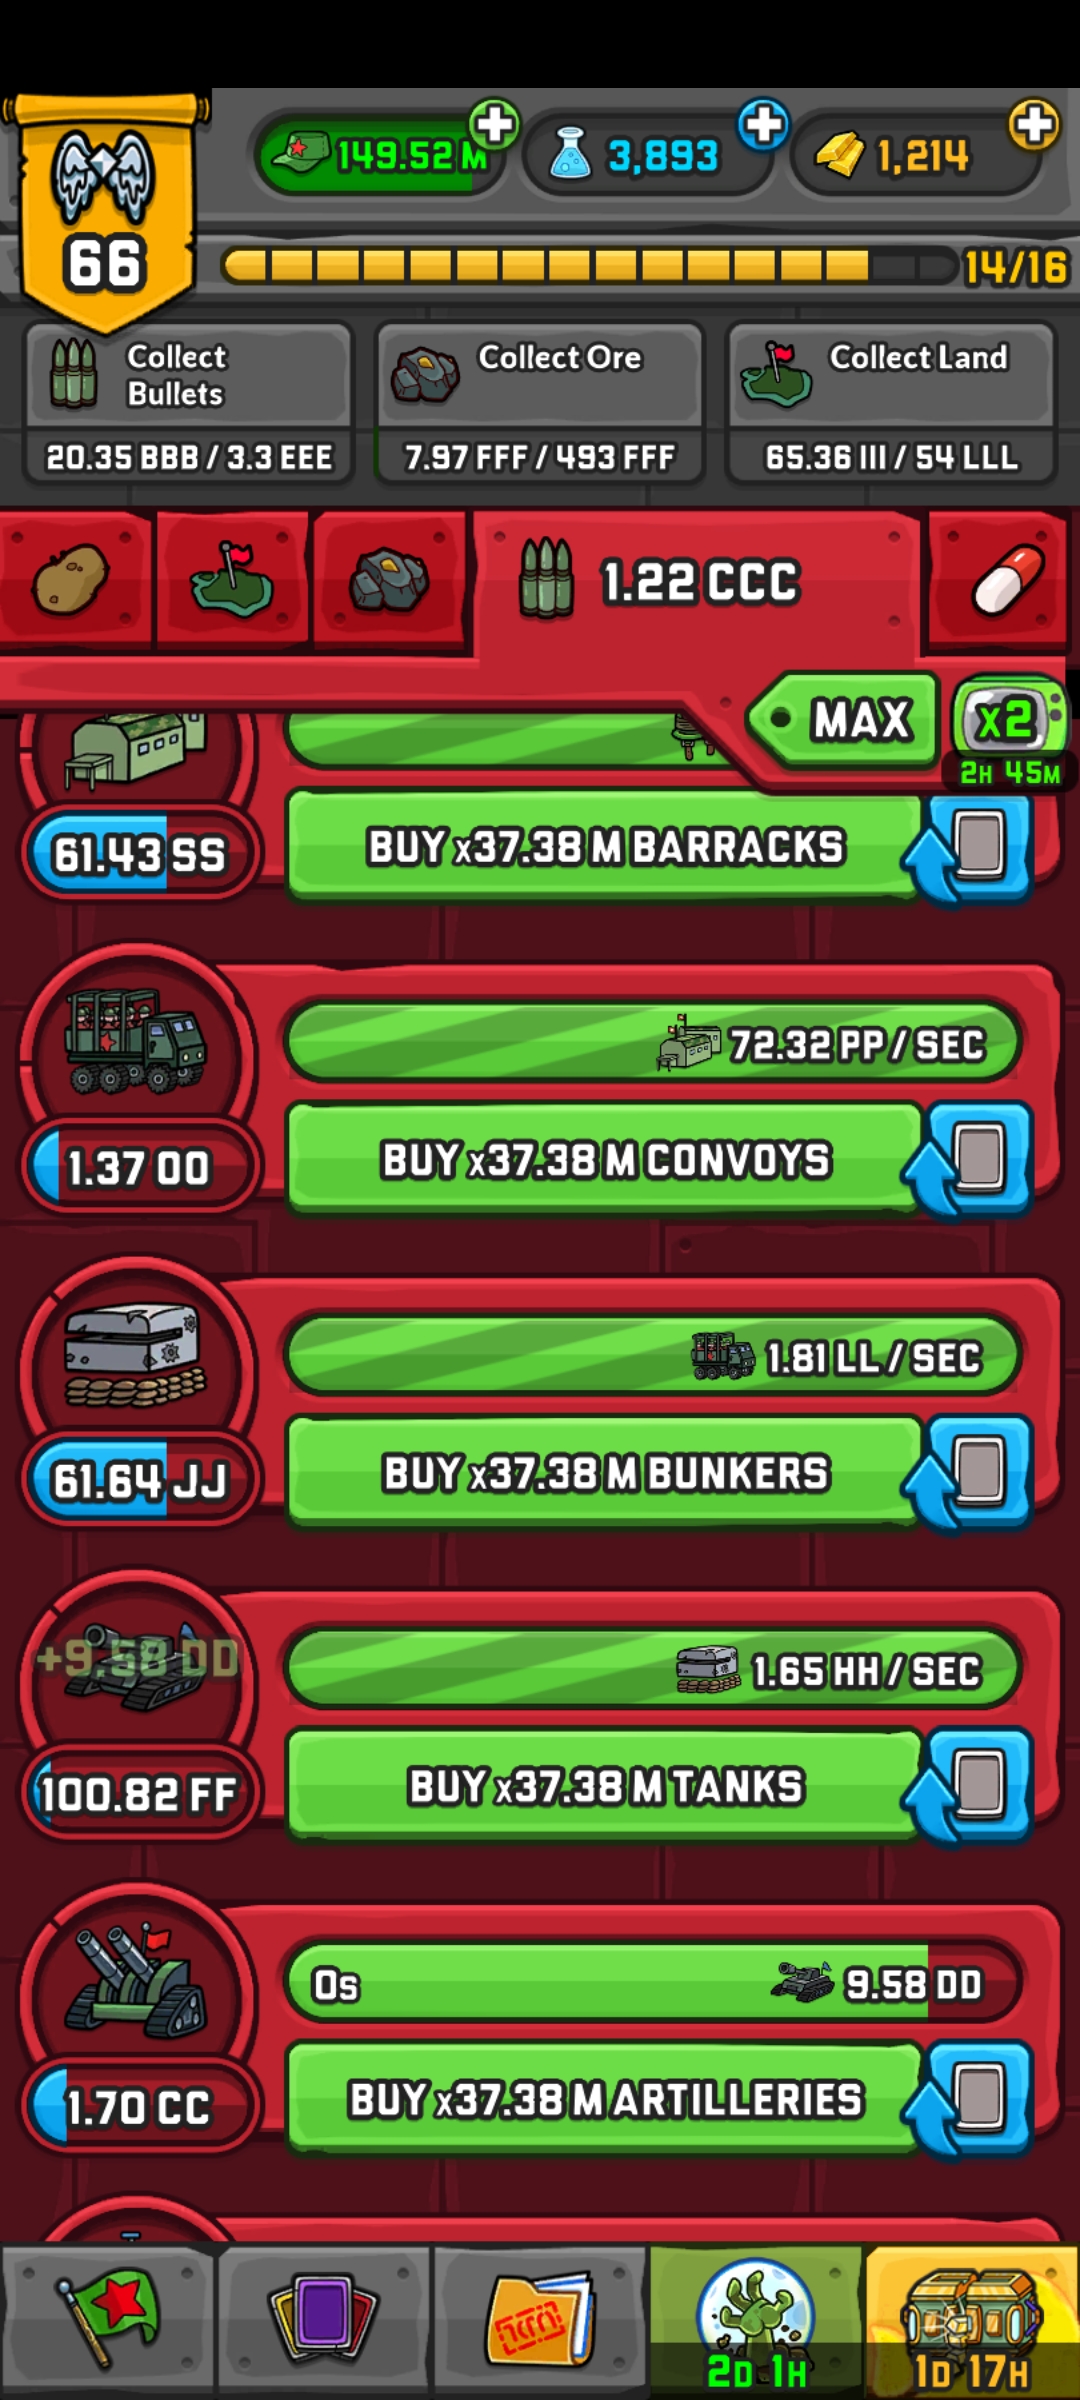 149.52 M
3,893
1,214
66
14/16
Collect
Bullets
Collect Ore
Collect Land
20.35 BBB / 3.3 EEE
7.97 FFF / 493 FFF
65.36 III / 54 LLL
1.22 CCC
MAX
x2
2H 45M
61.43 SS
BUY x37.38 M BARRACKS
72.32 PP / SEC
1.37 OO
BUY x37.38 M CONVOYS
1.81 LL / SEC
61.64 JJ
BUY x37.38 M BUNKERS
+9.58 DD
1.65 HH / SEC
100.82 FF
BUY x37.38 M TANKS
0s
9.58 DD
1.70 CC
BUY x37.38 M ARTILLERIES
2D 1H
1D 17H